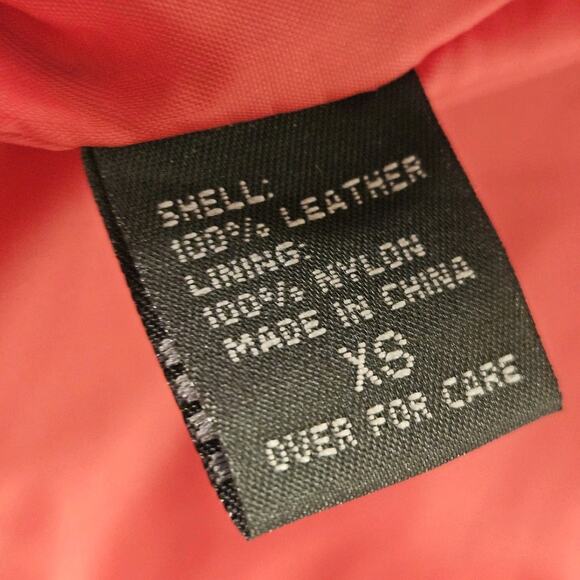 SHELL:
100% LEATHER
LINING:
100% NYLON
MADE IN CHINA
XS
OVER FOR CARE